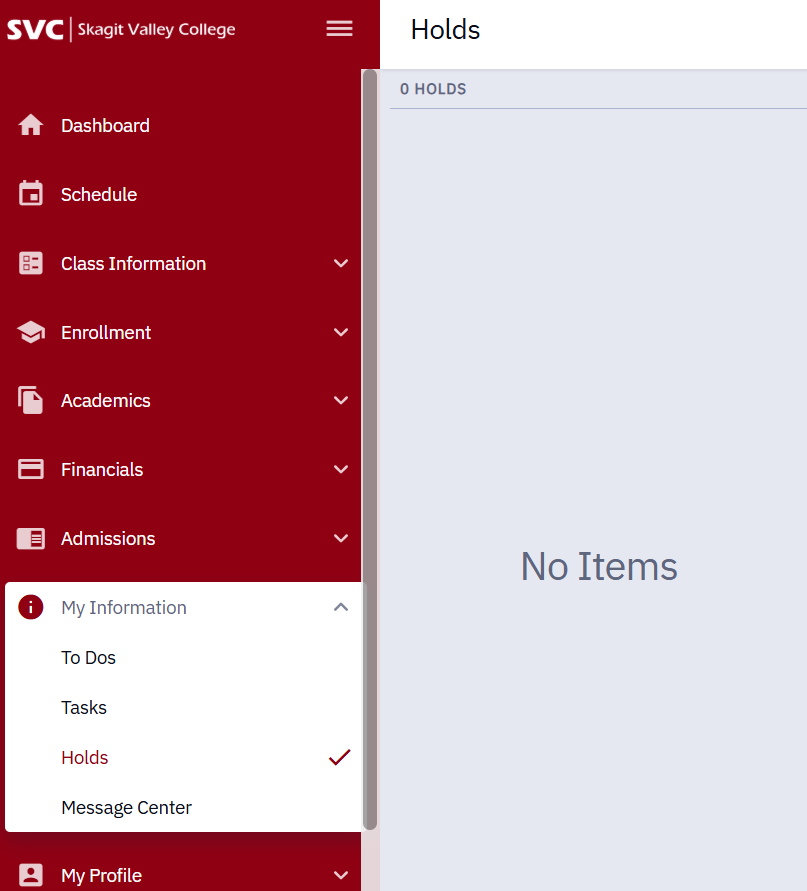 SVC | Skagit Valley College
Holds
0 HOLDS
Dashboard
Schedule
Class Information
Enrollment
Academics
Financials
Admissions
My Information
To Dos
Tasks
Holds
Message Center
My Profile
No Items